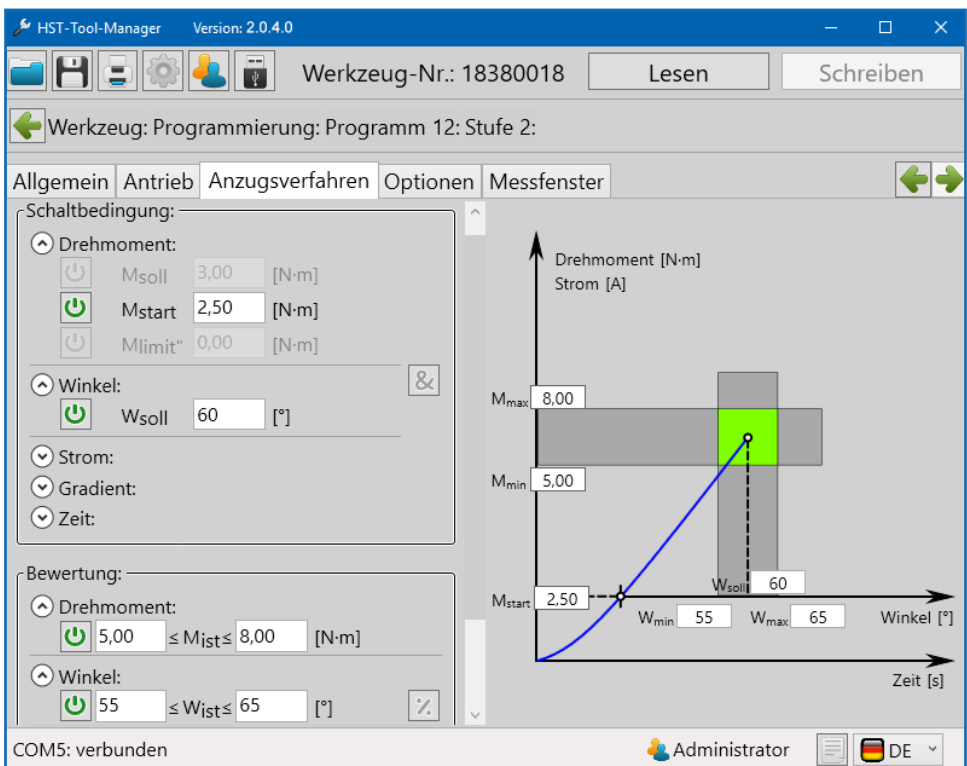 HST-Tool-Manager Version: 2.0.4.0
Werkzeug-Nr.: 18380018 Lesen Schreiben
Werkzeug: Programmierung: Programm 12: Stufe 2:
Allgemein Antrieb Anzugsverfahren Optionen Messfenster
Schaltbedingung:
Drehmoment:
Msoll 3,00 [N·m]
Mstart 2,50 [N·m]
Mlimit" 0,00 [N·m]
&
Winkel:
Wsoll 60 [°]
Strom:
Gradient:
Zeit:
Bewertung:
Drehmoment:
5,00 ≤ Mist≤ 8,00 [N·m]
Winkel:
55 ≤ Wist≤ 65 [°] %
Drehmoment [N·m]
Strom [A]
Mmax 8,00
Mmin 5,00
Wsoll 60
Mstart 2,50
Wmin 55 Wmax 65 Winkel [°]
Zeit [s]
COM5: verbunden Administrator DE